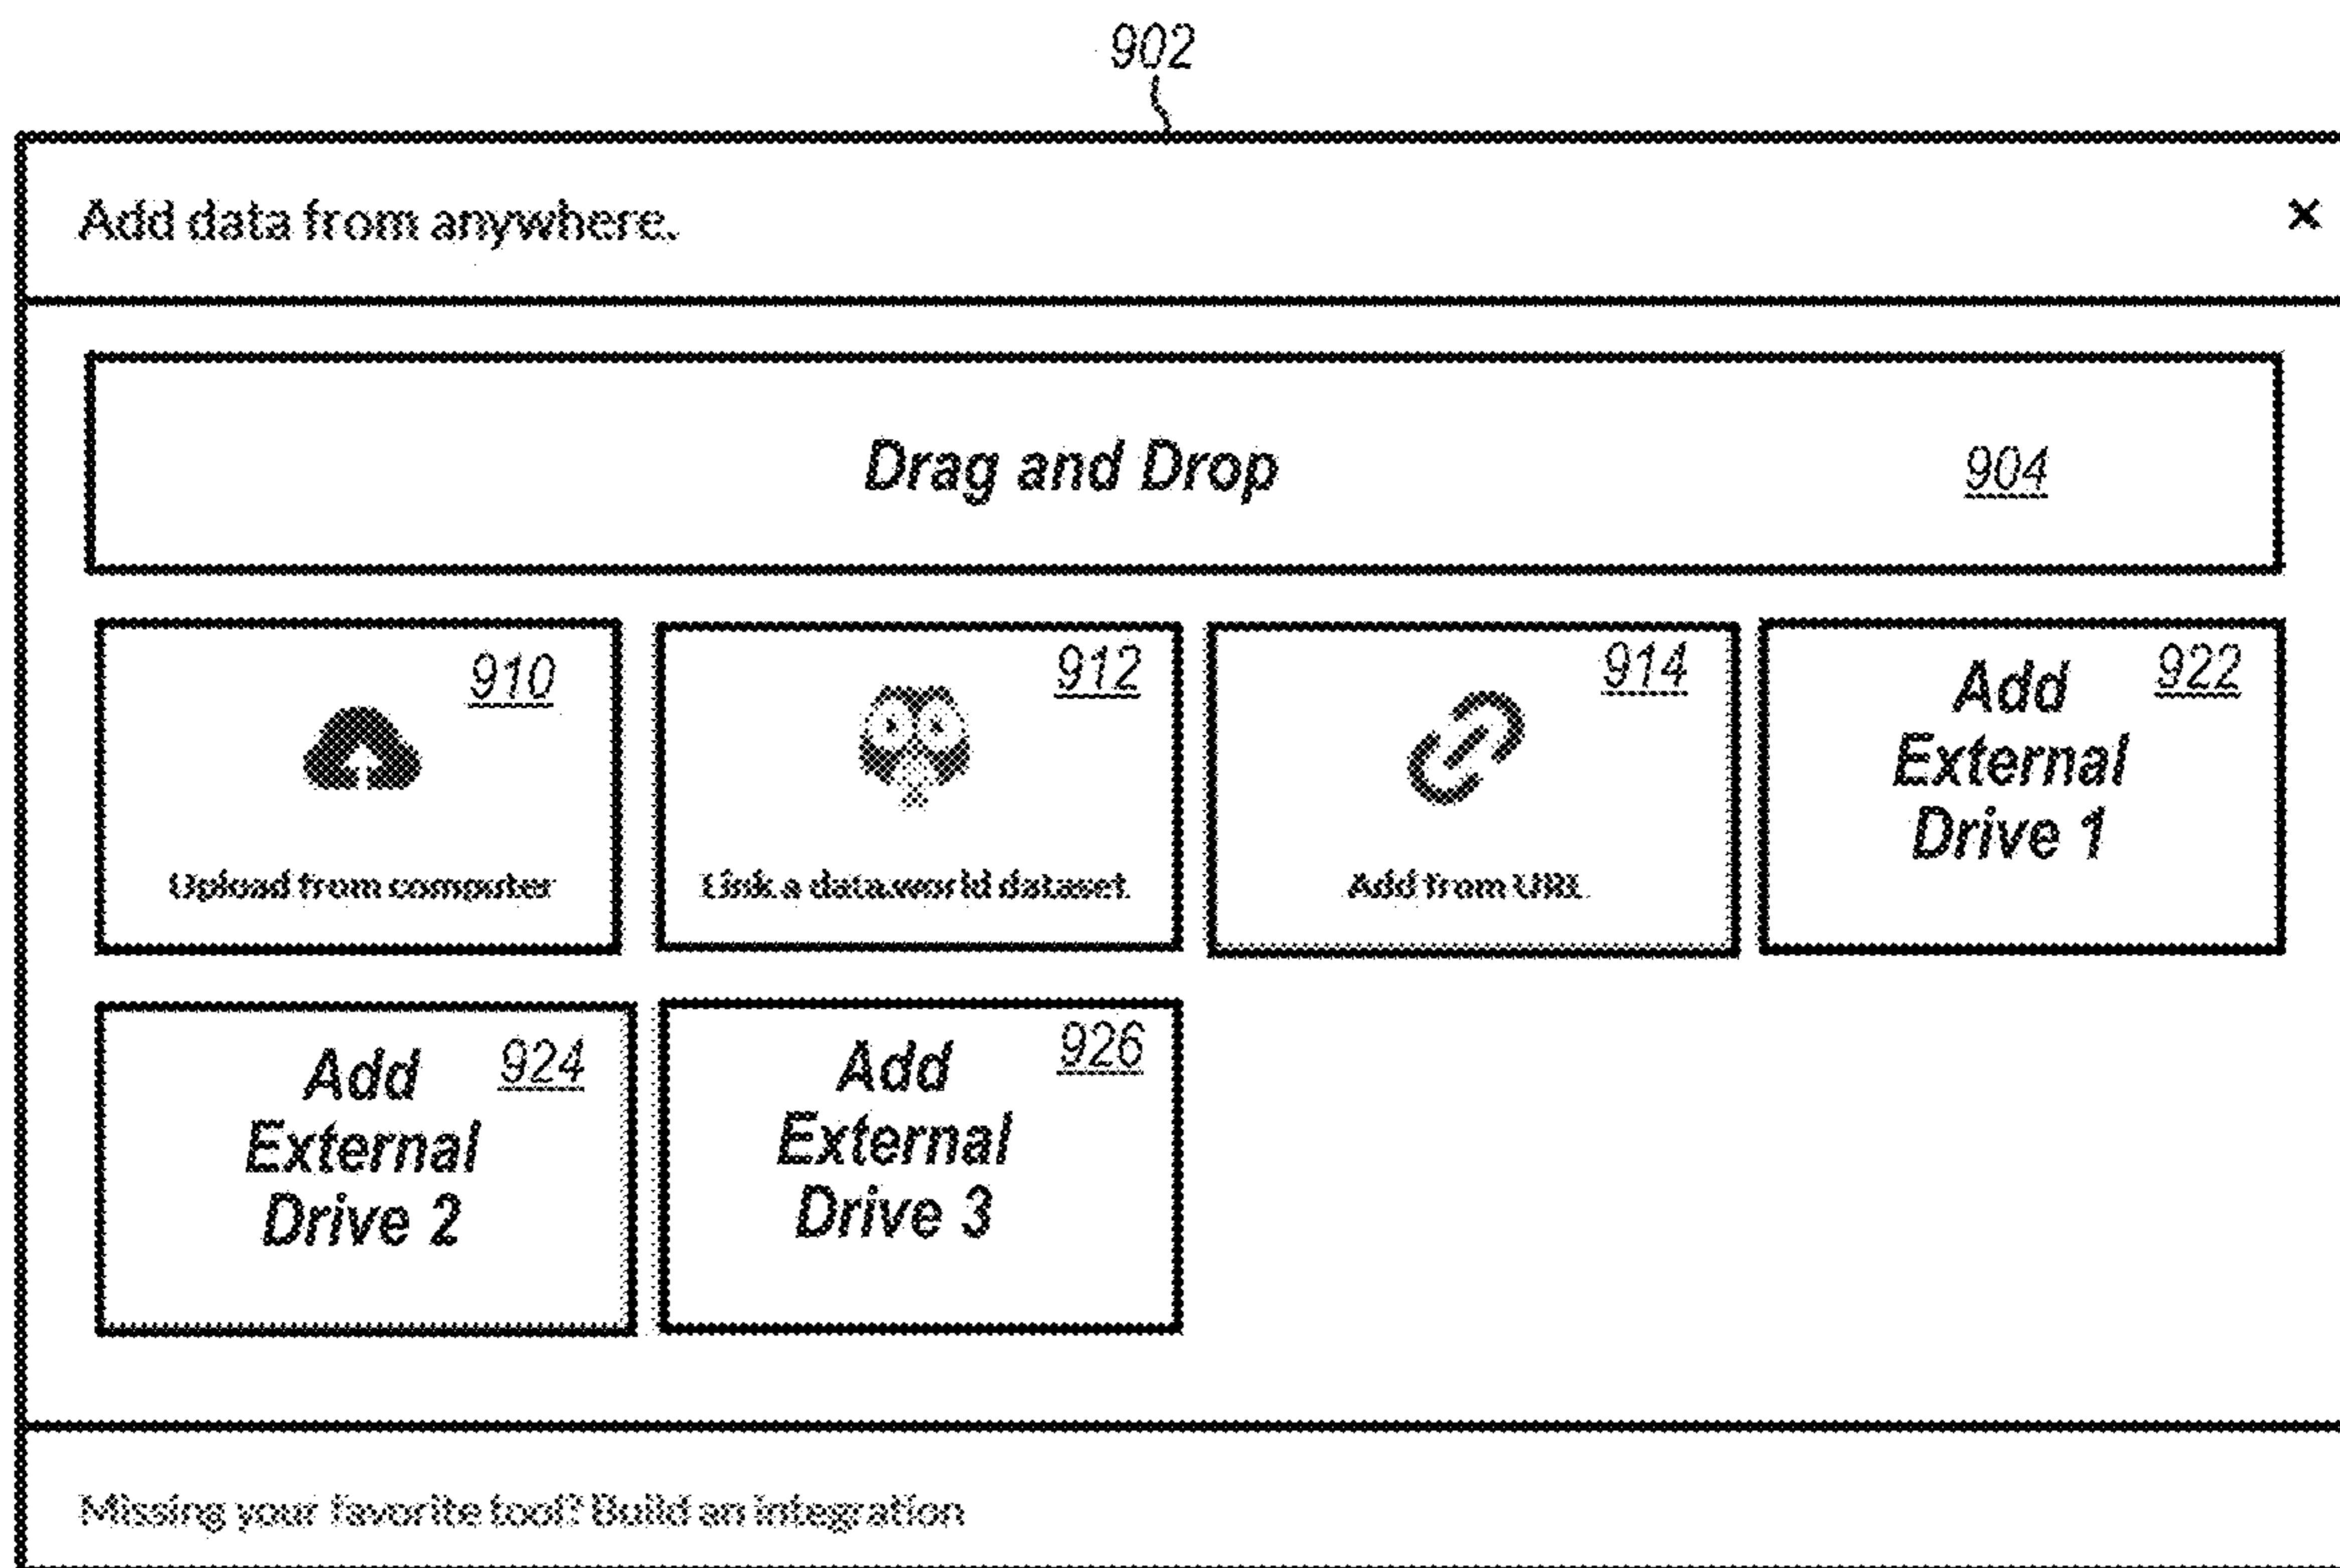 902
Add data from anywhere.
×
Drag and Drop
904
910
Upload from computer
912
Link a data.world dataset
914
Add from URL
922
Add
External
Drive 1
924
Add
External
Drive 2
926
Add
External
Drive 3
Missing your favorite tool? Build an integration